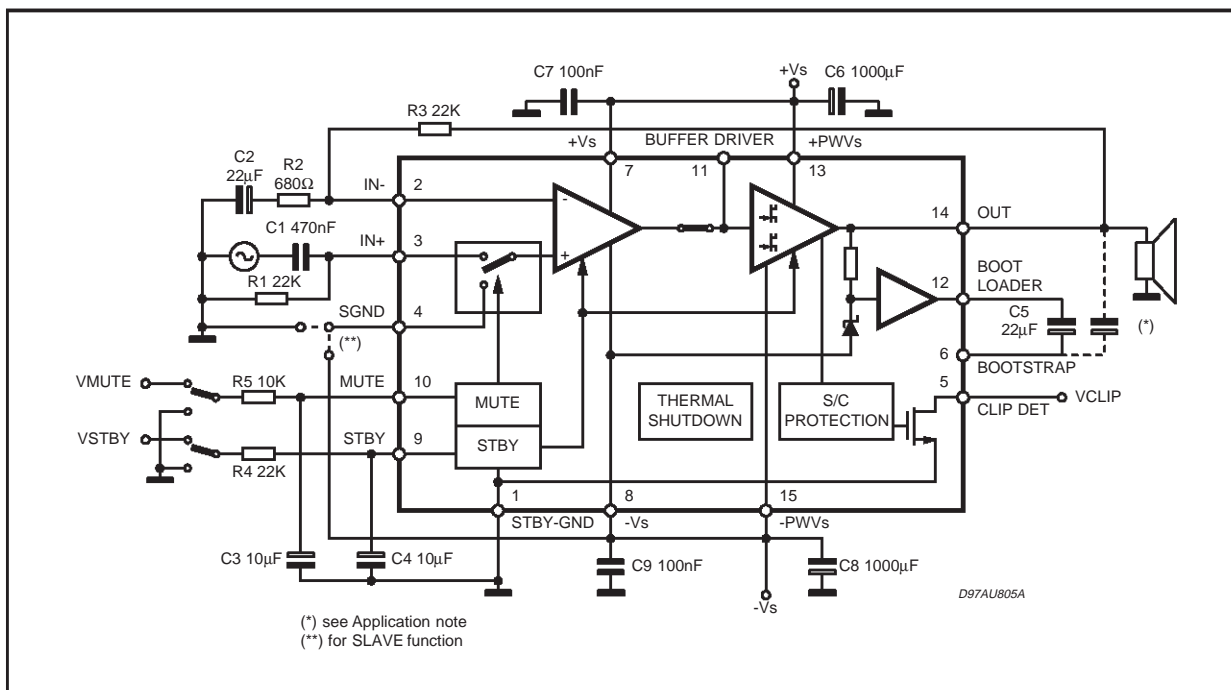 C7 100nF
+Vs
C6 1000µF
R3 22K
+Vs
BUFFER DRIVER
+PWVs
7
11
13
C2
22µF
R2
680Ω
IN-
2
-
14
OUT
C1 470nF
IN+
3
+
R1 22K
SGND
4
(**)
12
BOOT
LOADER
C5
22µF
(*)
6
BOOTSTRAP
VMUTE
R5 10K
MUTE
10
MUTE
THERMAL
SHUTDOWN
S/C
PROTECTION
5
CLIP DET
VCLIP
VSTBY
R4 22K
STBY
9
STBY
1
8
15
STBY-GND
-Vs
-PWVs
C3 10µF
C4 10µF
C9 100nF
C8 1000µF
-Vs
D97AU805A
(*) see Application note
(**) for SLAVE function